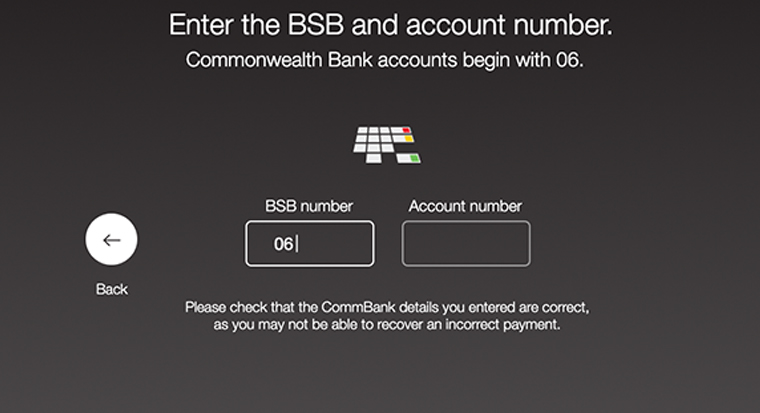 Enter the BSB and account number.
Commonwealth Bank accounts begin with 06.
BSB number
Account number
06
Back
Please check that the CommBank details you entered are correct,
as you may not be able to recover an incorrect payment.